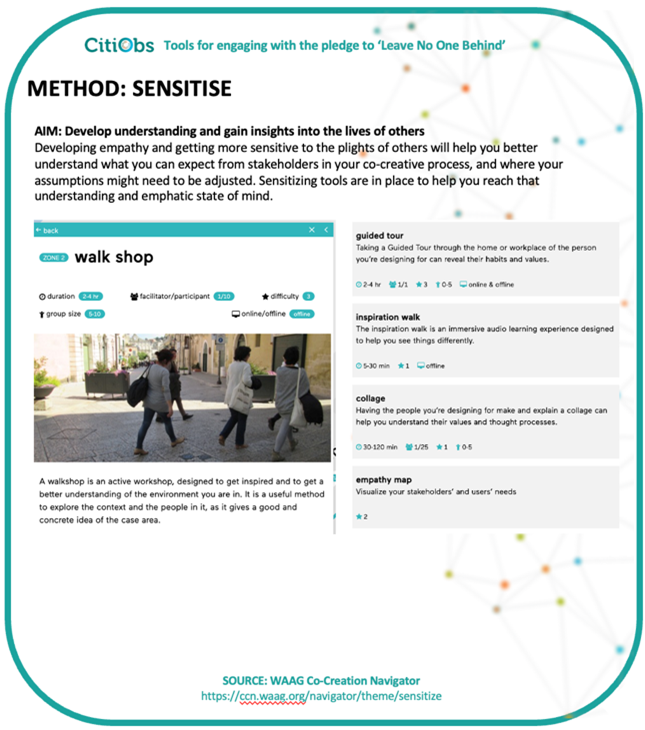 CitiObs Tools for engaging with the pledge to ‘Leave No One Behind’
METHOD: SENSITISE
AIM: Develop understanding and gain insights into the lives of others
Developing empathy and getting more sensitive to the plights of others will help you better
understand what you can expect from stakeholders in your co-creative process, and where your
assumptions might need to be adjusted. Sensitizing tools are in place to help you reach that
understanding and emphatic state of mind.
back
ZONE 2 walk shop
duration 2-4 hr facilitator/participant 1/10 difficulty 3
group size 5-10 online/offline offline
A walkshop is an active workshop, designed to get inspired and to get a
better understanding of the environment you are in. It is a useful method
to explore the context and the people in it, as it gives a good and
concrete idea of the case area.
guided tour
Taking a Guided Tour through the home or workplace of the person
you're designing for can reveal their habits and values.
2-4 hr 1/1 3 0-5 online & offline
inspiration walk
The inspiration walk is an immersive audio learning experience designed
to help you see things differently.
5-30 min 1 offline
collage
Having the people you're designing for make and explain a collage can
help you understand their values and thought processes.
30-120 min 1/25 1 0-5
empathy map
Visualize your stakeholders' and users' needs
2
SOURCE: WAAG Co-Creation Navigator
https://ccn.waag.org/navigator/theme/sensitize